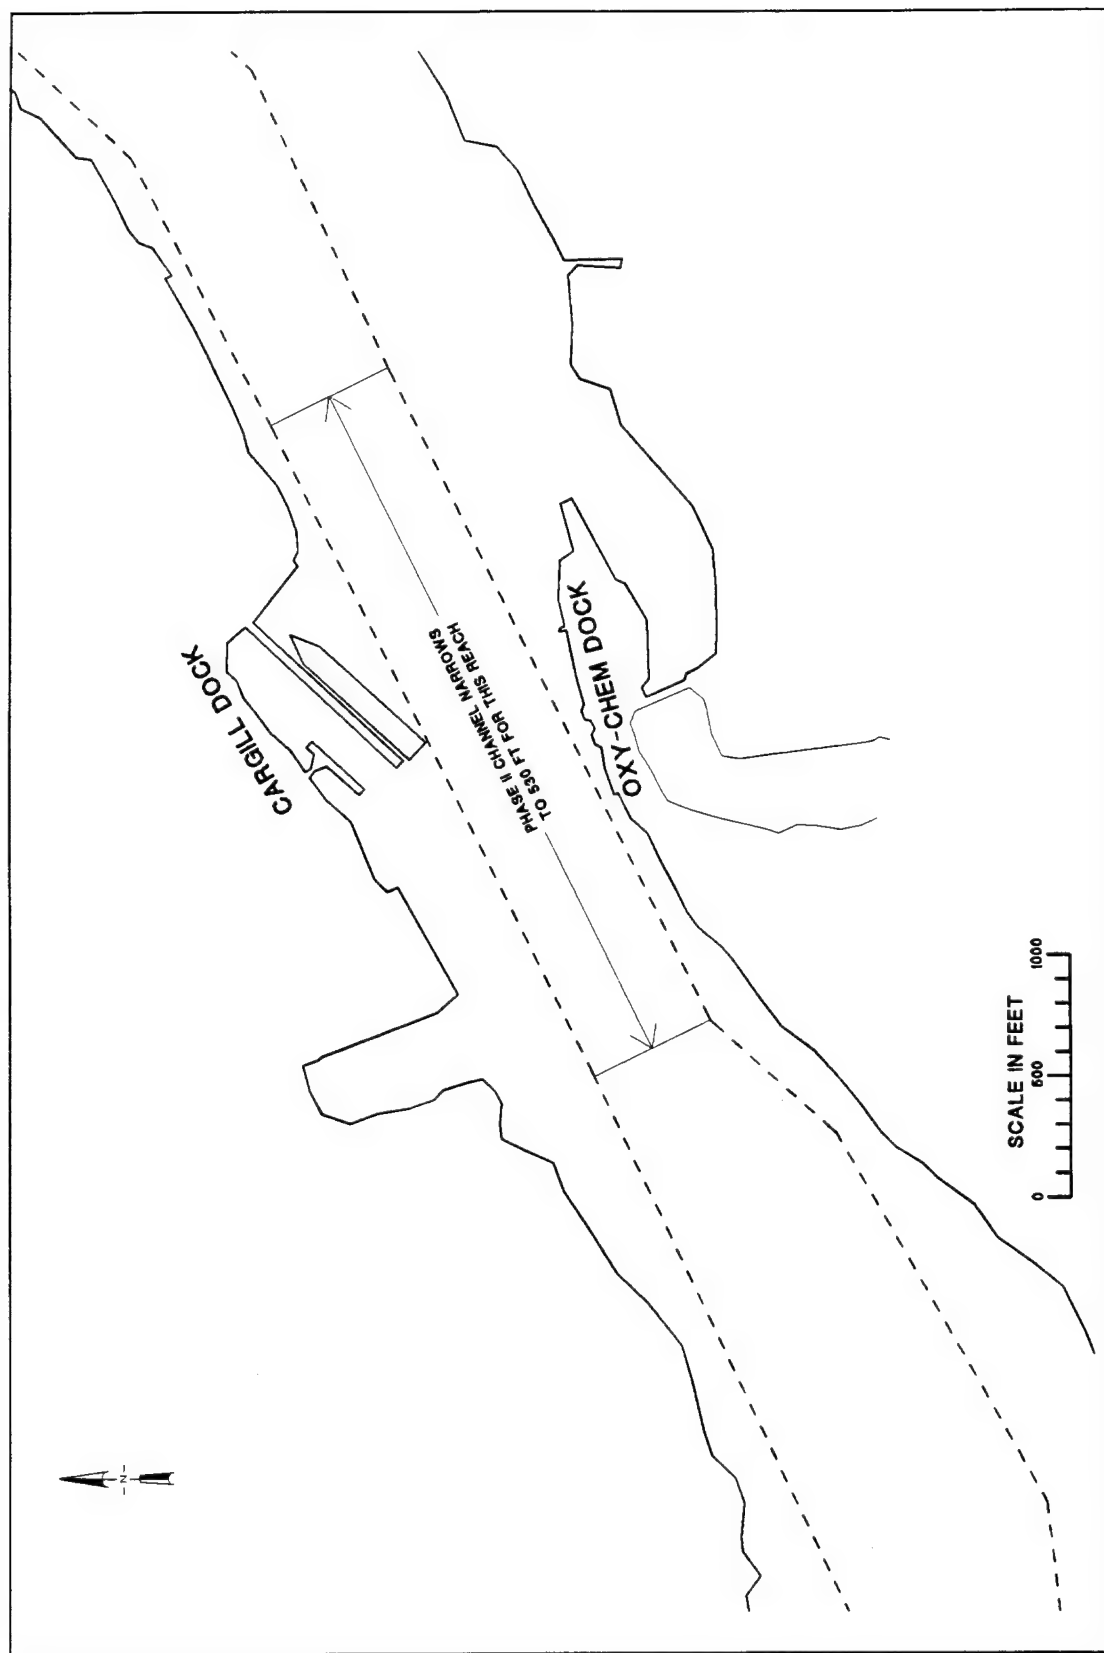 CARGILL DOCK
PHASE II CHANNEL NARROWS
TO 530 FT FOR THIS REACH
OXY-CHEM DOCK
N
SCALE IN FEET
0 500 1000